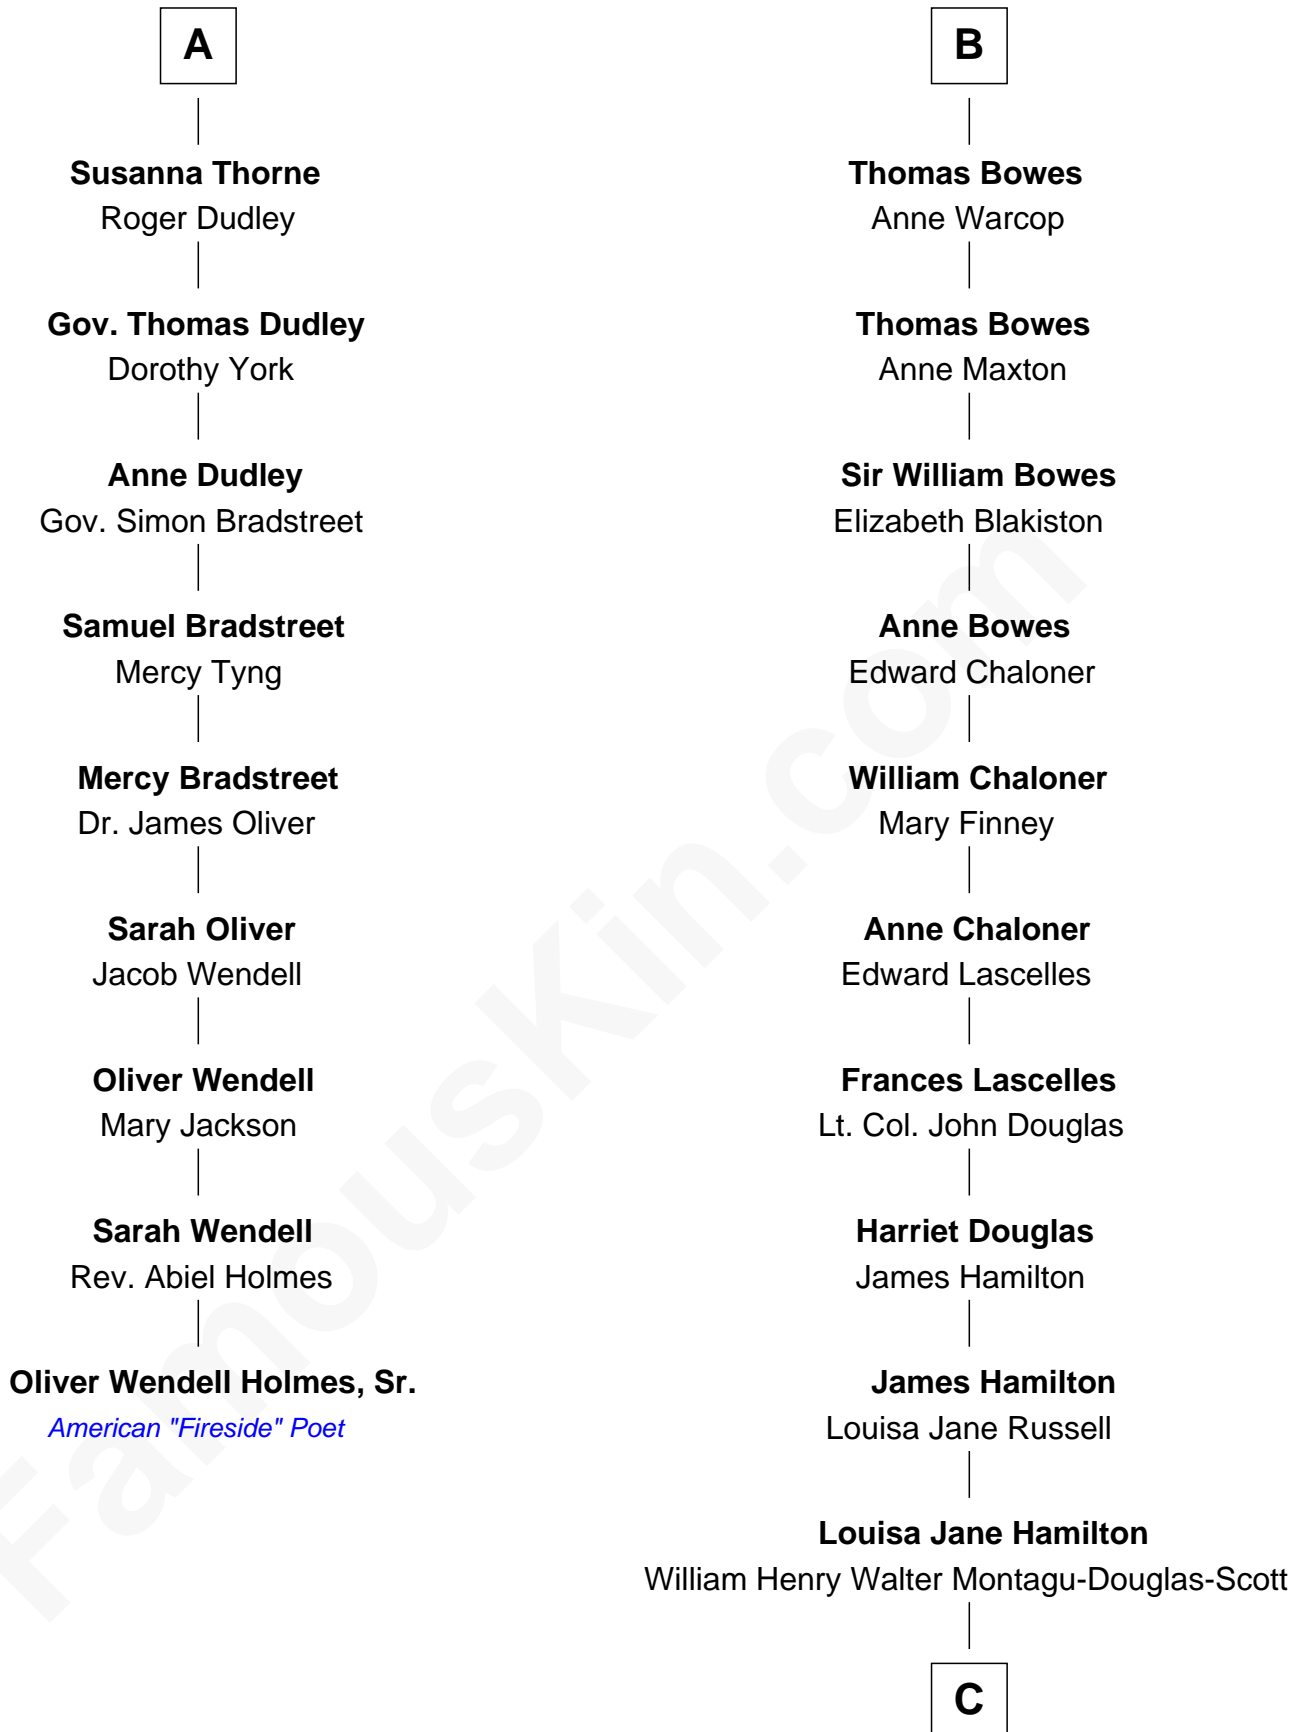 A
Susanna Thorne
Roger Dudley
Gov. Thomas Dudley
Dorothy York
Anne Dudley
Gov. Simon Bradstreet
Samuel Bradstreet
Mercy Tyng
Mercy Bradstreet
Dr. James Oliver
Sarah Oliver
Jacob Wendell
Oliver Wendell
Mary Jackson
Sarah Wendell
Rev. Abiel Holmes
Oliver Wendell Holmes, Sr.
American "Fireside" Poet
B
Thomas Bowes
Anne Warcop
Thomas Bowes
Anne Maxton
Sir William Bowes
Elizabeth Blakiston
Anne Bowes
Edward Chaloner
William Chaloner
Mary Finney
Anne Chaloner
Edward Lascelles
Frances Lascelles
Lt. Col. John Douglas
Harriet Douglas
James Hamilton
James Hamilton
Louisa Jane Russell
Louisa Jane Hamilton
William Henry Walter Montagu-Douglas-Scott
C
FamousKin.com